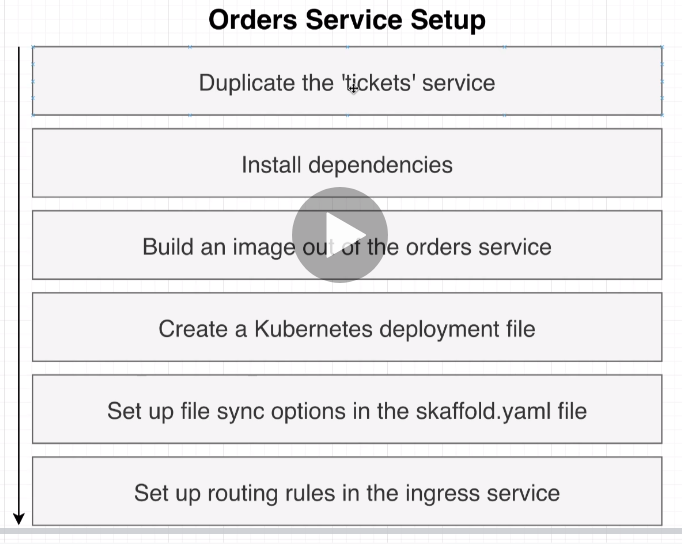 Orders Service Setup
Duplicate the 'tickets' service
Install dependencies
Build an image out of the orders service
Create a Kubernetes deployment file
Set up file sync options in the skaffold.yaml file
Set up routing rules in the ingress service